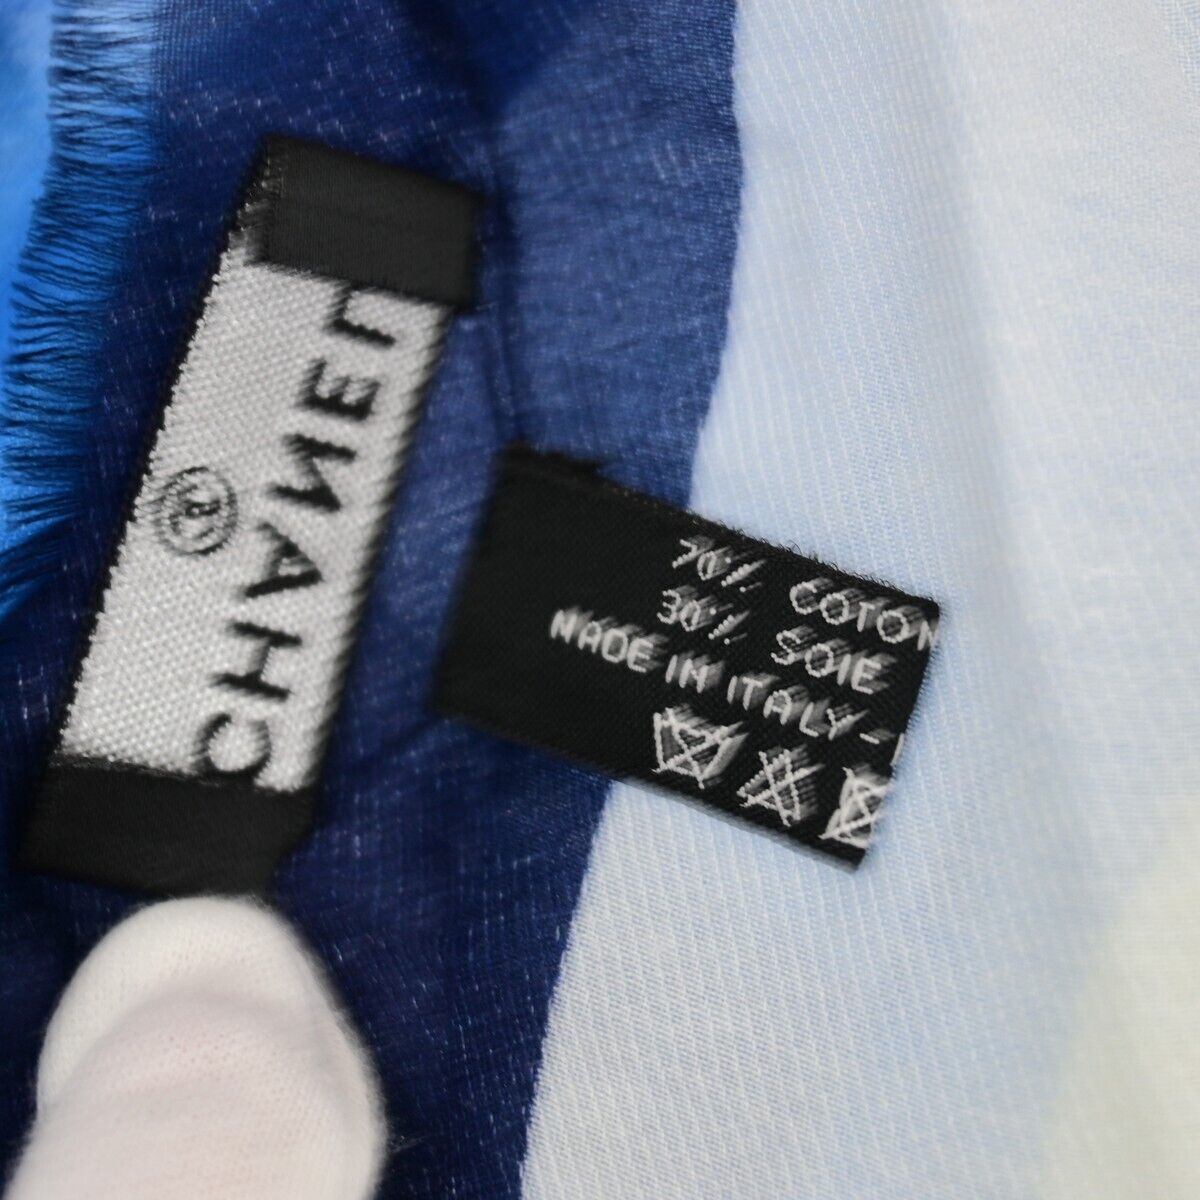 CHANEL
®
70% COTON
30% SOIE
MADE IN ITALY -